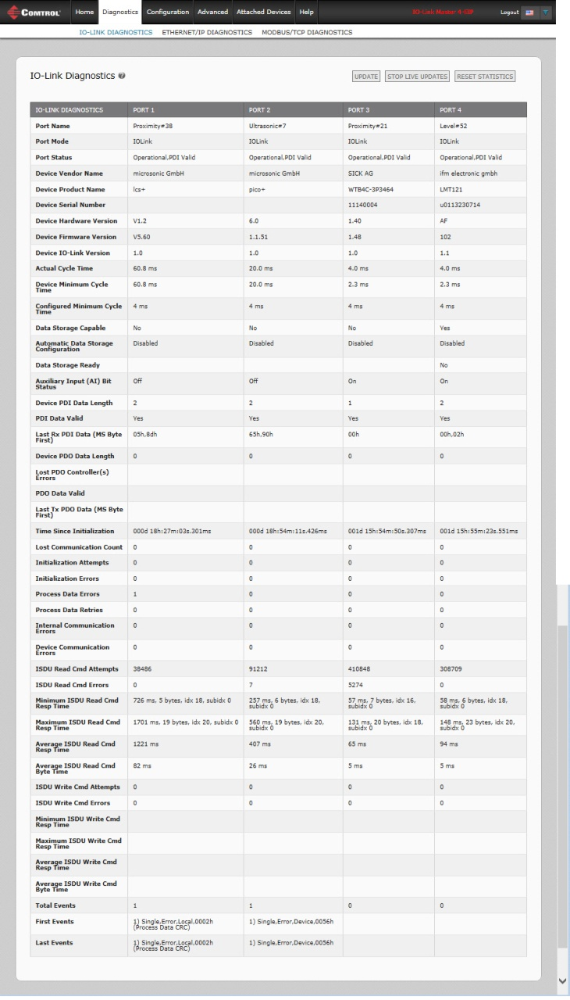 COMTROL Home Diagnostics Configuration Advanced Attached Devices Help IO-Link Master 4-EIP Logout
IO-LINK DIAGNOSTICS ETHERNET/IP DIAGNOSTICS MODBUS/TCP DIAGNOSTICS
IO-Link Diagnostics UPDATE STOP LIVE UPDATES RESET STATISTICS
IO-LINK DIAGNOSTICS PORT 1 PORT 2 PORT 3 PORT 4
Port Name Proximity#38 Ultrasonic#7 Proximity#21 Level#52
Port Mode IOLink IOLink IOLink IOLink
Port Status Operational,PDI Valid Operational,PDI Valid Operational,PDI Valid Operational,PDI Valid
Device Vendor Name microsonic GmbH microsonic GmbH SICK AG ifm electronic gmbh
Device Product Name lcs+ pico+ WTB4C-3P3464 LMT121
Device Serial Number 11140004 u0113230714
Device Hardware Version V1.2 6.0 1.40 AF
Device Firmware Version V5.60 1.1.51 1.48 102
Device IO-Link Version 1.0 1.0 1.0 1.1
Actual Cycle Time 60.8 ms 20.0 ms 4.0 ms 4.0 ms
Device Minimum Cycle Time 60.8 ms 20.0 ms 2.3 ms 2.3 ms
Configured Minimum Cycle Time 4 ms 4 ms 4 ms 4 ms
Data Storage Capable No No No Yes
Automatic Data Storage Configuration Disabled Disabled Disabled Disabled
Data Storage Ready No
Auxiliary Input (AI) Bit Status Off Off On On
Device PDI Data Length 2 2 1 2
PDI Data Valid Yes Yes Yes Yes
Last Rx PDI Data (MS Byte First) 05h,8dh 65h,90h 00h 00h,02h
Device PDO Data Length 0 0 0 0
Lost PDO Controller(s) Errors
PDO Data Valid
Last Tx PDO Data (MS Byte First)
Time Since Initialization 000d 18h:27m:03s.301ms 000d 18h:54m:11s.426ms 001d 15h:54m:50s.307ms 001d 15h:55m:23s.551ms
Lost Communication Count 0 0 0 0
Initialization Attempts 0 0 0 0
Initialization Errors 0 0 0 0
Process Data Errors 1 0 0 0
Process Data Retries 0 0 0 0
Internal Communication Errors 0 0 0 0
Device Communication Errors 0 0 0 0
ISDU Read Cmd Attempts 38486 91212 410848 308709
ISDU Read Cmd Errors 0 7 5274 0
Minimum ISDU Read Cmd Resp Time 726 ms, 5 bytes, idx 18, subidx 0 257 ms, 6 bytes, idx 18, subidx 0 57 ms, 7 bytes, idx 16, subidx 0 58 ms, 6 bytes, idx 18, subidx 0
Maximum ISDU Read Cmd Resp Time 1701 ms, 19 bytes, idx 20, subidx 0 560 ms, 19 bytes, idx 20, subidx 0 131 ms, 20 bytes, idx 18, subidx 0 148 ms, 23 bytes, idx 20, subidx 0
Average ISDU Read Cmd Resp Time 1221 ms 407 ms 65 ms 94 ms
Average ISDU Read Cmd Byte Time 82 ms 26 ms 5 ms 5 ms
ISDU Write Cmd Attempts 0 0 0 0
ISDU Write Cmd Errors 0 0 0 0
Minimum ISDU Write Cmd Resp Time
Maximum ISDU Write Cmd Resp Time
Average ISDU Write Cmd Resp Time
Average ISDU Write Cmd Byte Time
Total Events 1 1 0 0
First Events 1) Single,Error,Local,0002h (Process Data CRC) 1) Single,Error,Device,0056h
Last Events 1) Single,Error,Local,0002h (Process Data CRC) 1) Single,Error,Device,0056h